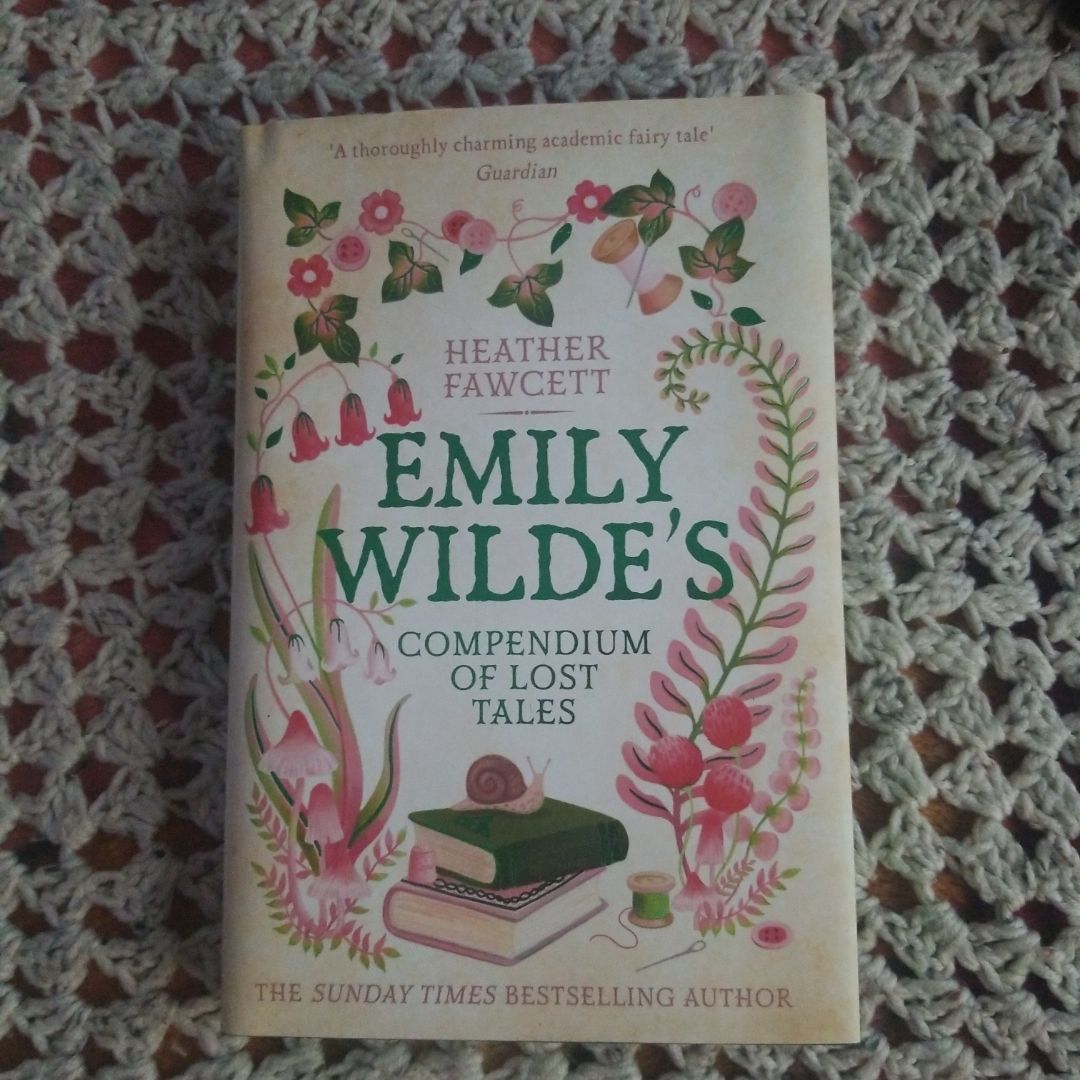 'A thoroughly charming academic fairy tale'
Guardian
HEATHER
FAWCETT
EMILY
WILDE'S
COMPENDIUM
OF LOST
TALES
THE SUNDAY TIMES BESTSELLING AUTHOR